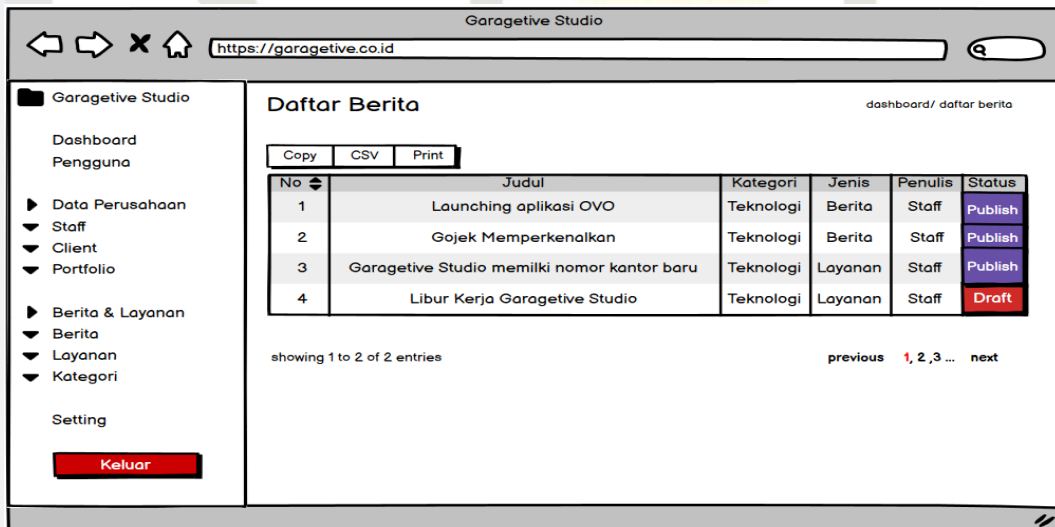 Garagetive Studio
https://garagetive.co.id
Garagetive Studio
Dashboard
Pengguna
Data Perusahaan
Staff
Client
Portfolio
Berita & Layanan
Berita
Layanan
Kategori
Setting
Keluar
Daftar Berita
dashboard/ daftar berita
Copy CSV Print
No Judul Kategori Jenis Penulis Status
1 Launching aplikasi OVO Teknologi Berita Staff Publish
2 Gojek Memperkenalkan Teknologi Berita Staff Publish
3 Garagetive Studio memilki nomor kantor baru Teknologi Layanan Staff Publish
4 Libur Kerja Garagetive Studio Teknologi Layanan Staff Draft
showing 1 to 2 of 2 entries
previous 1, 2 ,3 ... next